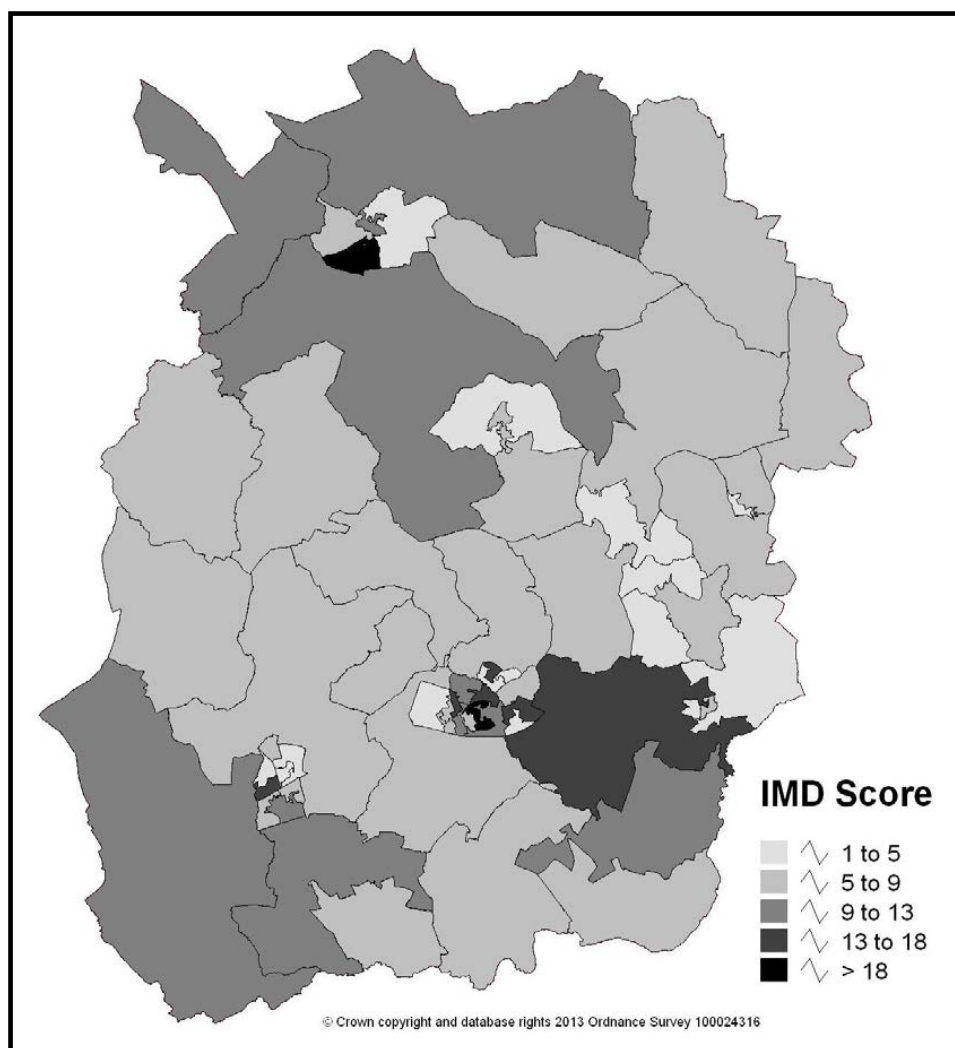 IMD Score
1 to 5
5 to 9
9 to 13
13 to 18
> 18
© Crown copyright and database rights 2013 Ordnance Survey 100024316